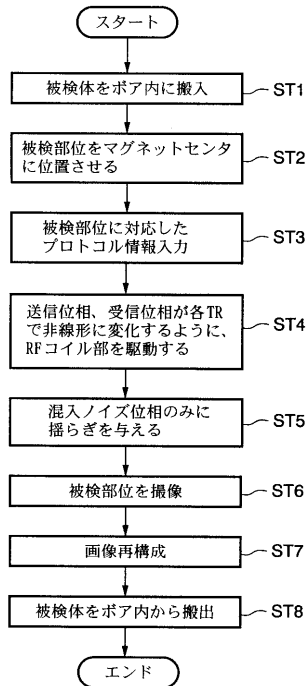 スタート
被検体をボア内に搬入
ST1
被検部位をマグネットセンタ
に位置させる
ST2
被検部位に対応した
プロトコル情報入力
ST3
送信位相、受信位相が各TR
で非線形に変化するように、
RFコイル部を駆動する
ST4
混入ノイズ位相のみに
揺らぎを与える
ST5
被検部位を撮像
ST6
画像再構成
ST7
被検体をボア内から搬出
ST8
エンド